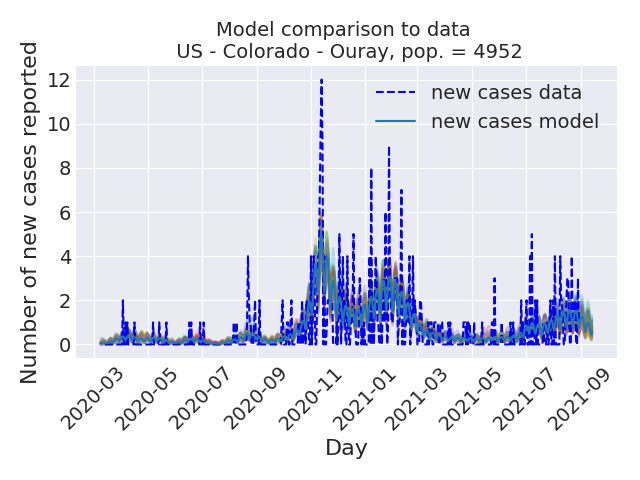 Model comparison to data
US - Colorado - Ouray, pop. = 4952
Number of new cases reported
12
10
8
6
4
2
0
new cases data
new cases model
2020-03
2020-05
2020-07
2020-09
2020-11
2021-01
2021-03
2021-05
2021-07
2021-09
Day